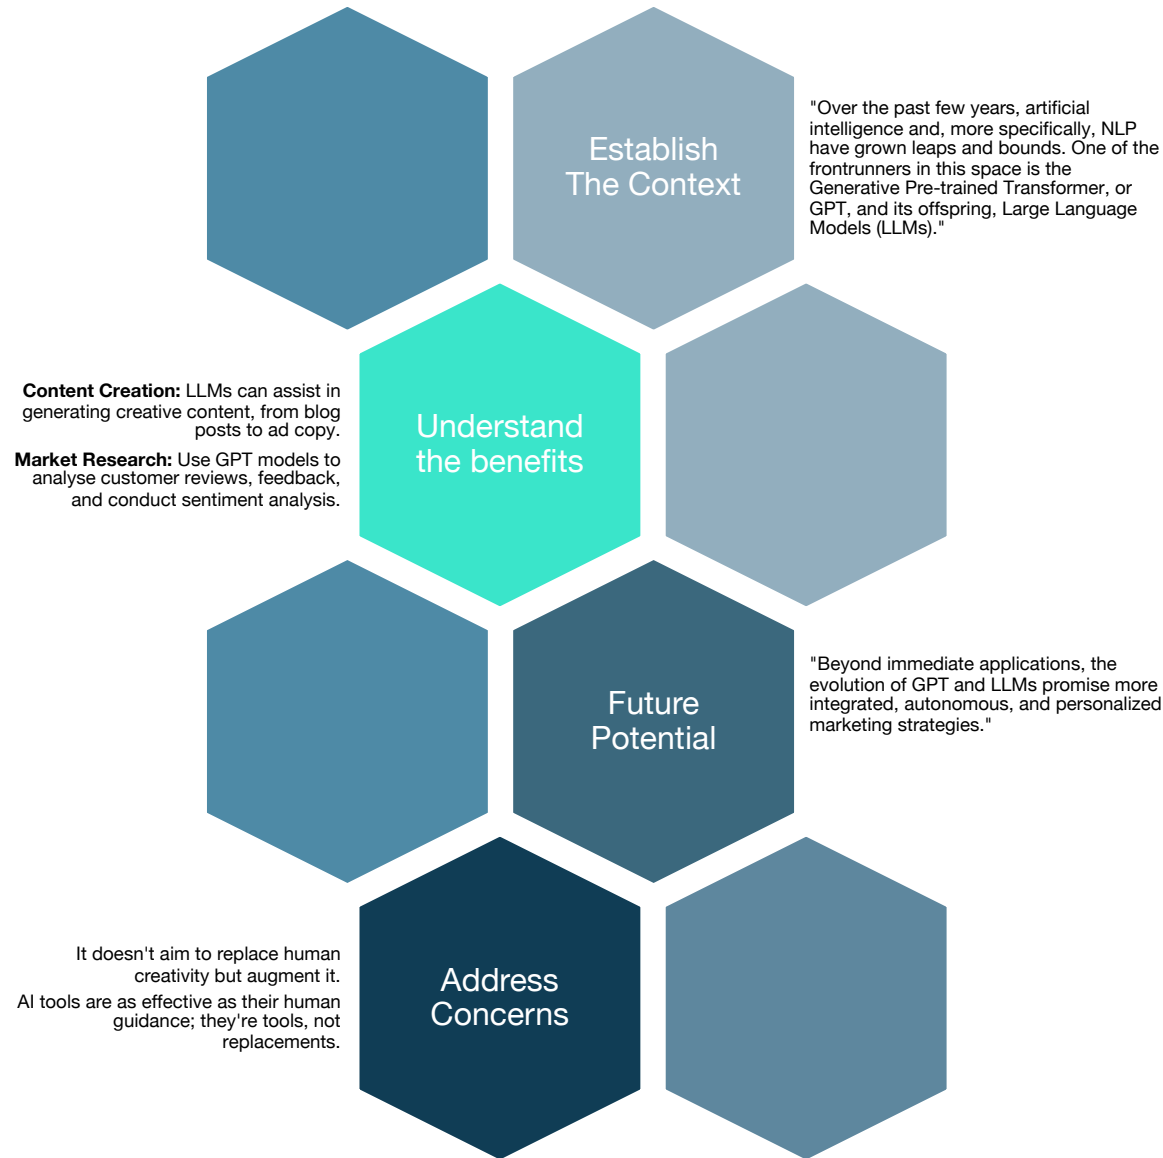 Establish
The Context
"Over the past few years, artificial
intelligence and, more specifically, NLP
have grown leaps and bounds. One of the
frontrunners in this space is the
Generative Pre-trained Transformer, or
GPT, and its offspring, Large Language
Models (LLMs)."
Content Creation: LLMs can assist in
generating creative content, from blog
posts to ad copy.
Market Research: Use GPT models to
analyse customer reviews, feedback,
and conduct sentiment analysis.
Understand
the benefits
Future
Potential
"Beyond immediate applications, the
evolution of GPT and LLMs promise more
integrated, autonomous, and personalized
marketing strategies."
It doesn't aim to replace human
creativity but augment it.
AI tools are as effective as their human
guidance; they're tools, not
replacements.
Address
Concerns